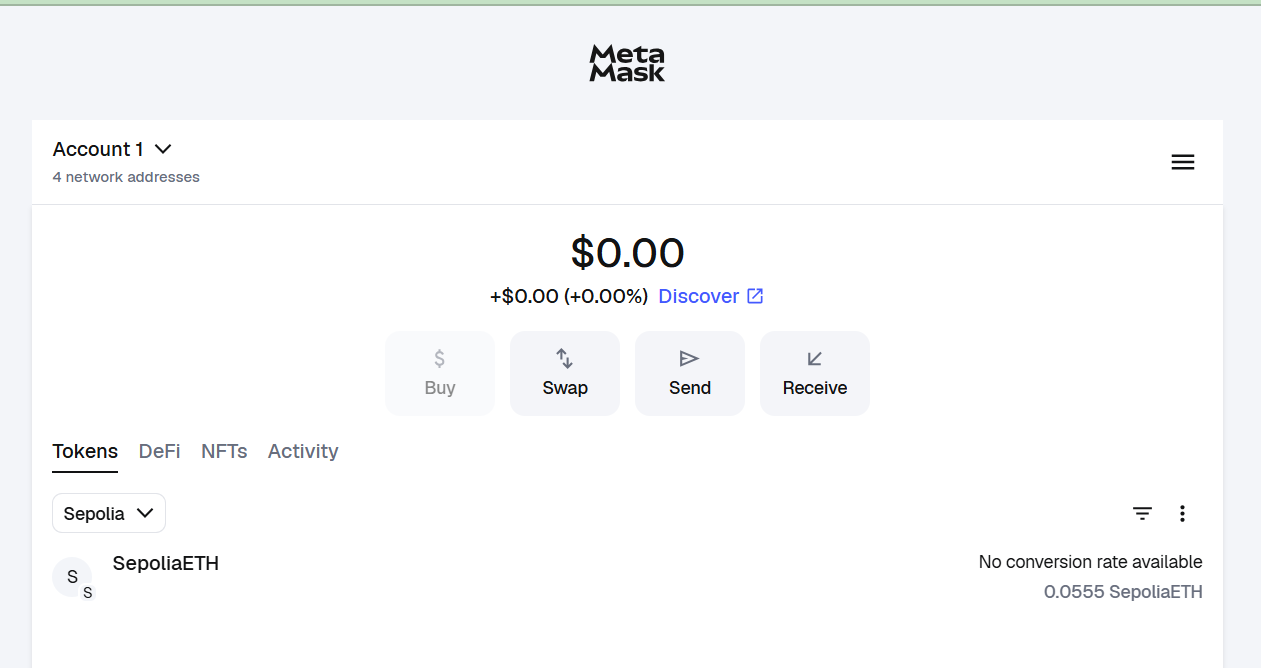 Meta
Mask
Account 1
4 network addresses
$0.00
+$0.00 (+0.00%) Discover
$
Buy
Swap
Send
Receive
Tokens DeFi NFTs Activity
Sepolia
S
S
SepoliaETH
No conversion rate available
0.0555 SepoliaETH